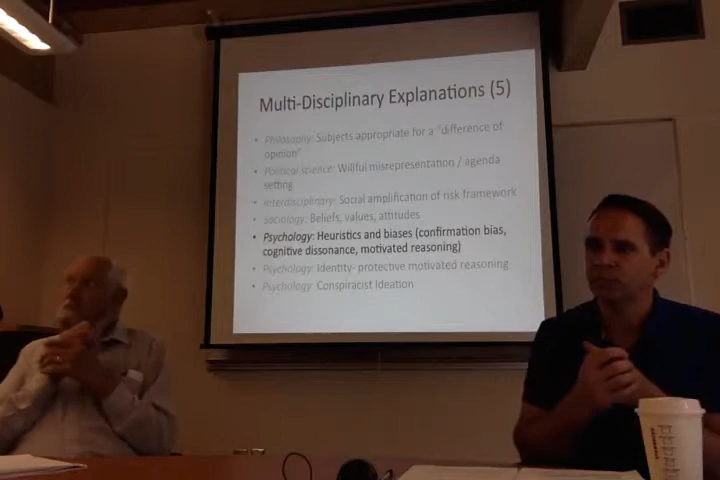 Multi-Disciplinary Explanations (5)
• Philosophy: Subjects appropriate for a "difference of
opinion"
• Political science: Willful misrepresentation / agenda
setting
• Interdisciplinary: Social amplification of risk framework
• Sociology: Beliefs, values, attitudes
• Psychology: Heuristics and biases (confirmation bias,
cognitive dissonance, motivated reasoning)
• Psychology: Identity- protective motivated reasoning
• Psychology: Conspiracist Ideation